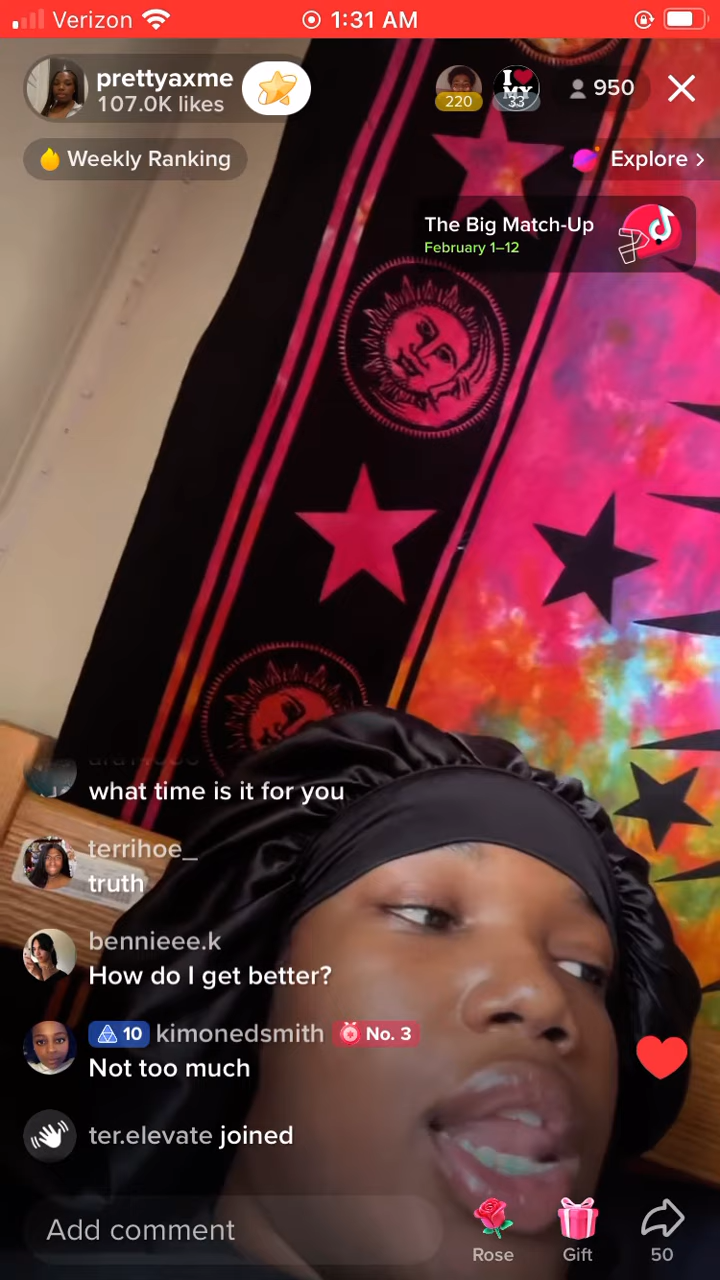 Verizon
1:31 AM
prettyaxme
107.0K likes
220
I MY
33
950
Weekly Ranking
Explore >
The Big Match-Up
February 1–12
what time is it for you
terrihoe_
truth
bennieee.k
How do I get better?
10 kimonedsmith No. 3
Not too much
ter.elevate joined
Add comment
Rose
Gift
50